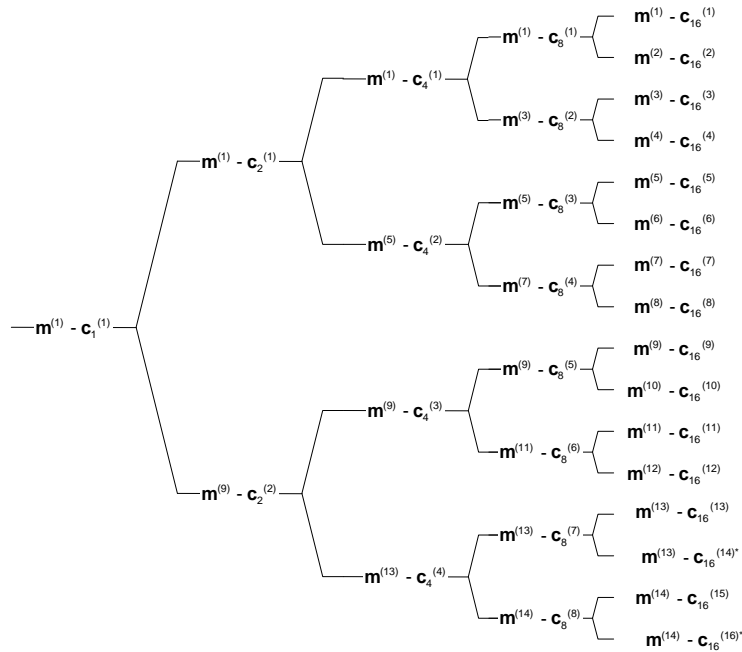 m(1) - c1(1)
m(1) - c2(1)
m(9) - c2(2)
m(1) - c4(1)
m(5) - c4(2)
m(9) - c4(3)
m(13) - c4(4)
m(1) - c8(1)
m(3) - c8(2)
m(5) - c8(3)
m(7) - c8(4)
m(9) - c8(5)
m(11) - c8(6)
m(13) - c8(7)
m(14) - c8(8)
m(1) - c16(1)
m(2) - c16(2)
m(3) - c16(3)
m(4) - c16(4)
m(5) - c16(5)
m(6) - c16(6)
m(7) - c16(7)
m(8) - c16(8)
m(9) - c16(9)
m(10) - c16(10)
m(11) - c16(11)
m(12) - c16(12)
m(13) - c16(13)
m(13) - c16(14)*
m(14) - c16(15)
m(14) - c16(16)*